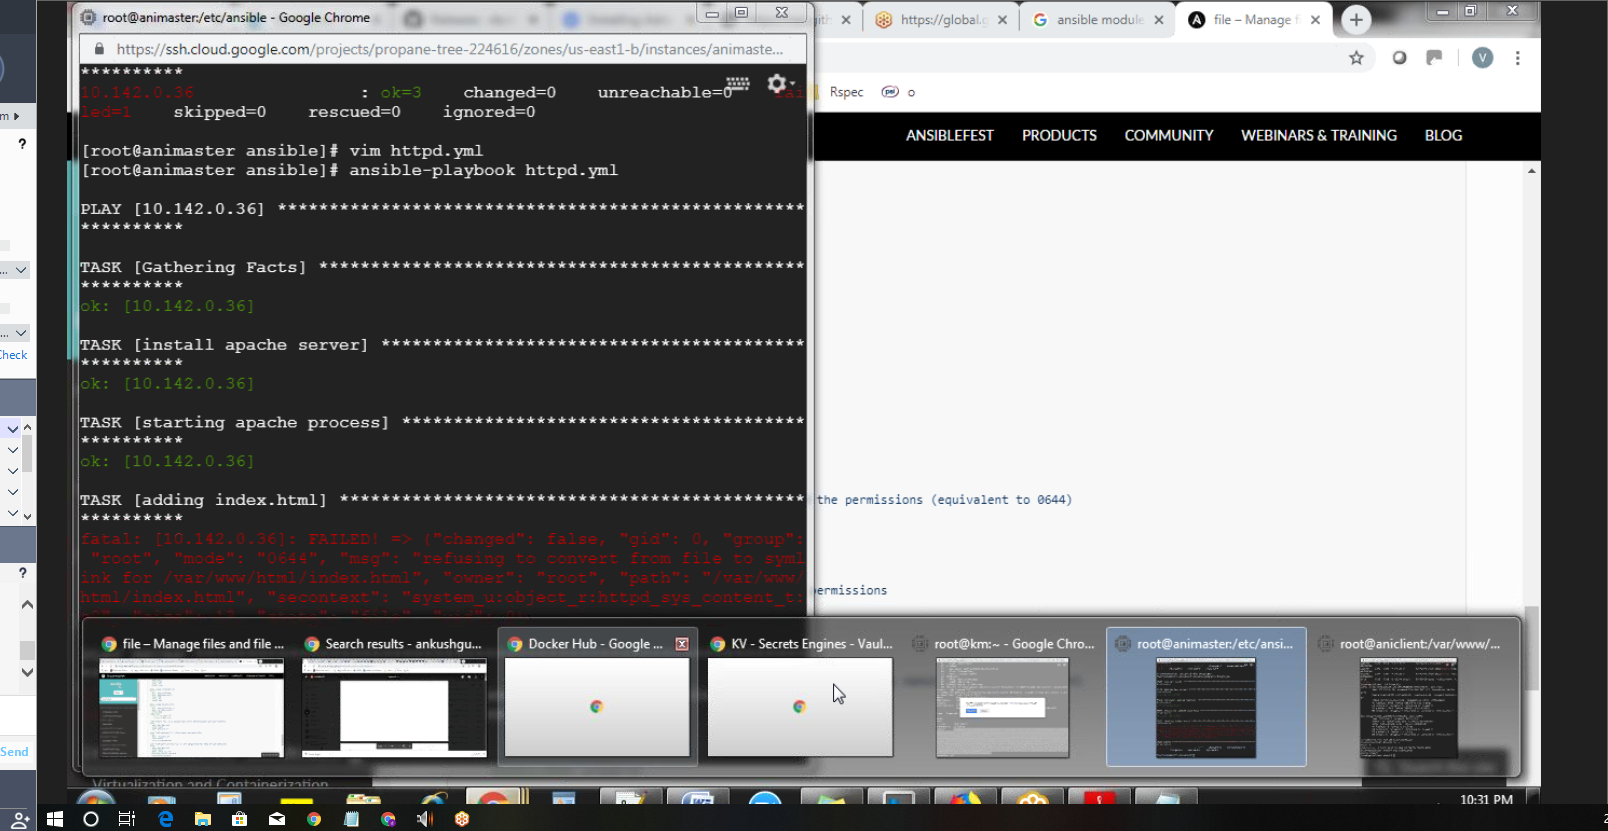 root@animaster:/etc/ansible - Google Chrome
https://ssh.cloud.google.com/projects/propane-tree-224616/zones/us-east1-b/instances/animaste...
https://global.
ansible module
file – Manage f
V
Rspec
o
ANSIBLEFEST PRODUCTS COMMUNITY WEBINARS & TRAINING BLOG
**********
10.142.0.36 : ok=3 changed=0 unreachable=0 fai
led=1 skipped=0 rescued=0 ignored=0
[root@animaster ansible]# vim httpd.yml
[root@animaster ansible]# ansible-playbook httpd.yml
PLAY [10.142.0.36] ***************************************************
**********
TASK [Gathering Facts] ***********************************************
**********
ok: [10.142.0.36]
TASK [install apache server] *****************************************
**********
ok: [10.142.0.36]
TASK [starting apache process] ***************************************
**********
ok: [10.142.0.36]
TASK [adding index.html] *********************************************
**********
fatal: [10.142.0.36]: FAILED! => {"changed": false, "gid": 0, "group":
"root", "mode": "0644", "msg": "refusing to convert from file to syml
ink for /var/www/html/index.html", "owner": "root", "path": "/var/www/
html/index.html", "secontext": "system_u:object_r:httpd_sys_content_t:
the permissions (equivalent to 0644)
permissions
file – Manage files and file ...
Search results - ankushgu...
Docker Hub - Google ...
KV - Secrets Engines - Vaul...
root@km:~ - Google Chro...
root@animaster:/etc/ansi...
root@aniclient:/var/www/...
Virtualization and Containerization
10:31 PM
m
?
Check
?
Send